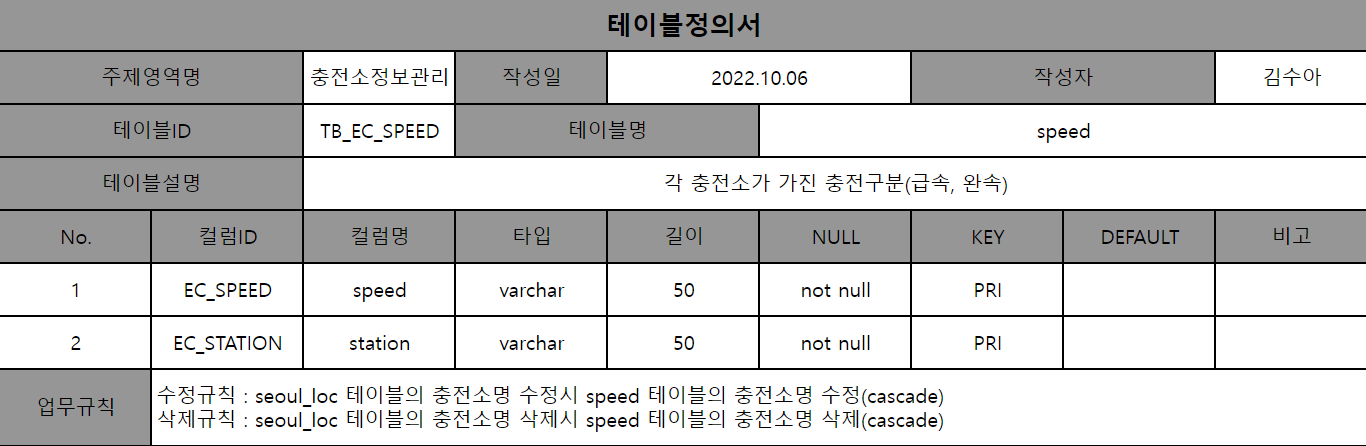 테이블정의서
주제영역명 충전소정보관리 작성일 2022.10.06 작성자 김수아
테이블ID TB_EC_SPEED 테이블명 speed
테이블설명 각 충전소가 가진 충전구분(급속, 완속)
No. 컬럼ID 컬럼명 타입 길이 NULL KEY DEFAULT 비고
1 EC_SPEED speed varchar 50 not null PRI
2 EC_STATION station varchar 50 not null PRI
업무규칙 수정규칙 : seoul_loc 테이블의 충전소명 수정시 speed 테이블의 충전소명 수정(cascade)
삭제규칙 : seoul_loc 테이블의 충전소명 삭제시 speed 테이블의 충전소명 삭제(cascade)